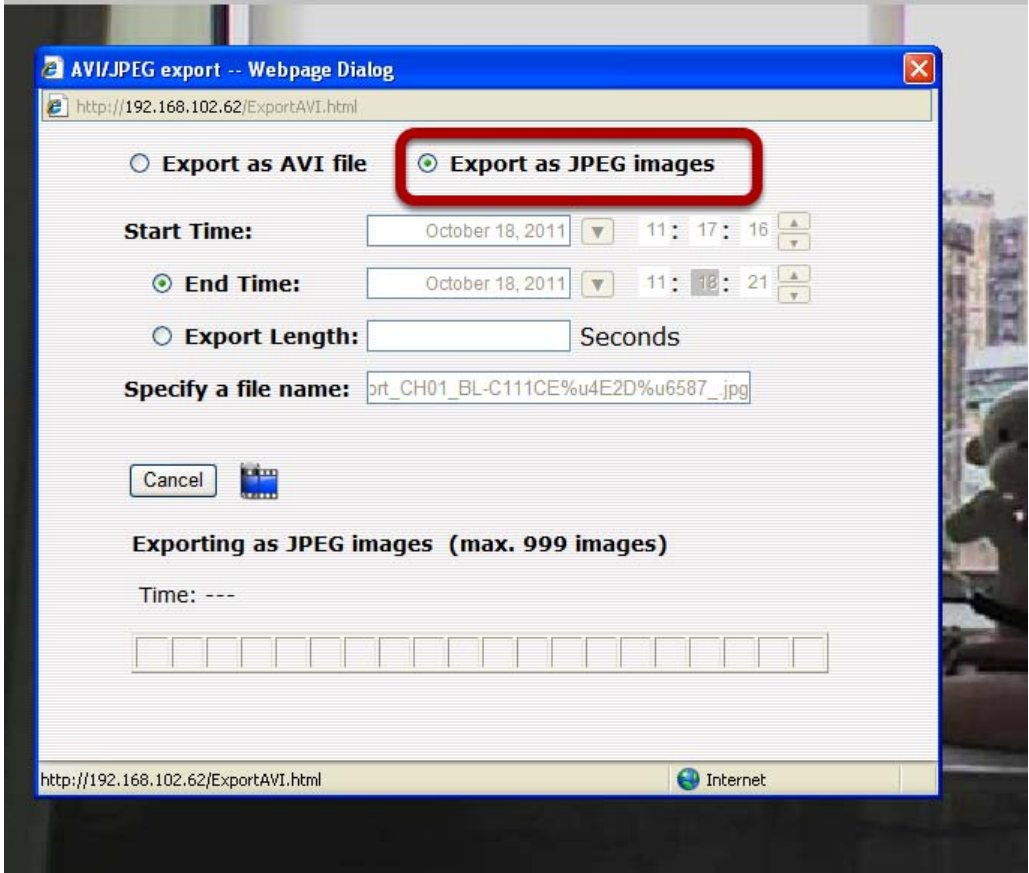 AVI/JPEG export -- Webpage Dialog
http://192.168.102.62/ExportAVI.html
Export as AVI file Export as JPEG images
Start Time: October 18, 2011 11: 17: 16
End Time: October 18, 2011 11: 18: 21
Export Length: Seconds
Specify a file name: ort_CH01_BL-C111CE%u4E2D%u6587_.jpg
Cancel
Exporting as JPEG images (max. 999 images)
Time: ---
http://192.168.102.62/ExportAVI.html Internet